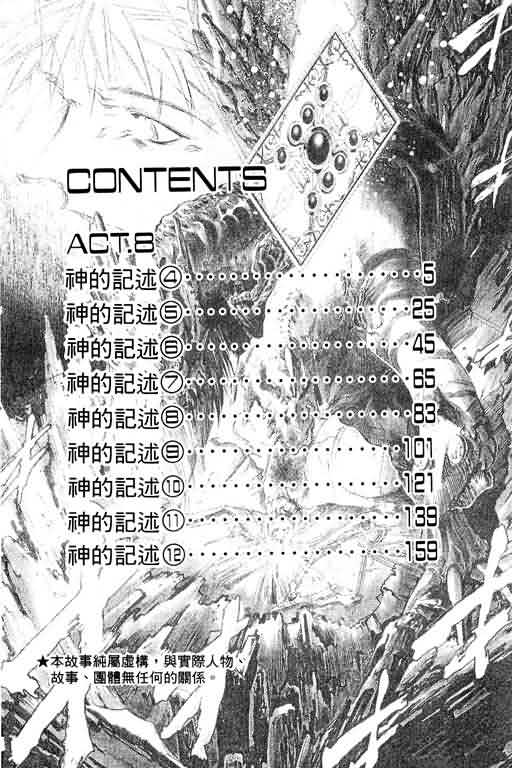 CONTENTS
ACT.8
神的記述④‥‥‥‥‥‥‥‥‥‥5
神的記述⑤‥‥‥‥‥‥‥‥‥‥25
神的記述⑥‥‥‥‥‥‥‥‥‥‥45
神的記述⑦‥‥‥‥‥‥‥‥‥‥65
神的記述⑧‥‥‥‥‥‥‥‥‥‥83
神的記述⑨‥‥‥‥‥‥‥‥‥‥101
神的記述⑩‥‥‥‥‥‥‥‥‥‥121
神的記述⑪‥‥‥‥‥‥‥‥‥‥139
神的記述⑫‥‥‥‥‥‥‥‥‥‥159
★本故事純屬虛構，與實際人物、
故事、團體無任何的關係。